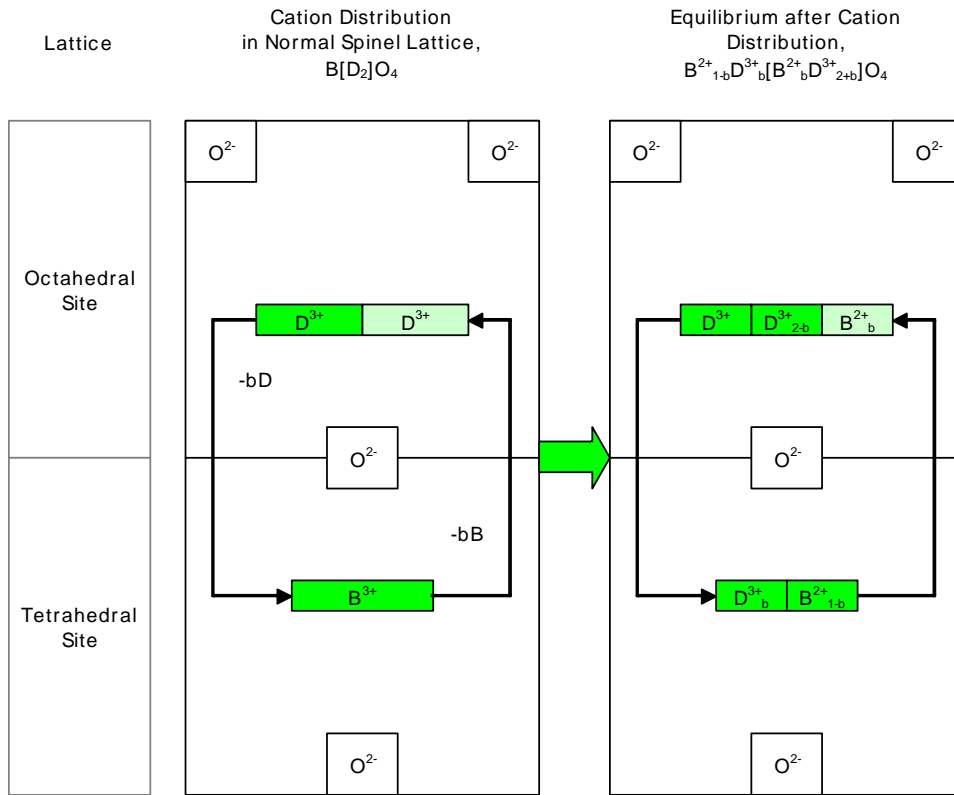 Lattice
Cation Distribution
in Normal Spinel Lattice,
B[D₂]O₄
Equilibrium after Cation
Distribution,
B²⁺₁₋bD³⁺b[B²⁺bD³⁺₂₊b]O₄
O²⁻
O²⁻
O²⁻
O²⁻
Octahedral
Site
D³⁺
D³⁺
D³⁺
D³⁺₂₋b
B²⁺b
-bD
O²⁻
O²⁻
-bB
Tetrahedral
Site
B³⁺
D³⁺b
B²⁺₁₋b
O²⁻
O²⁻